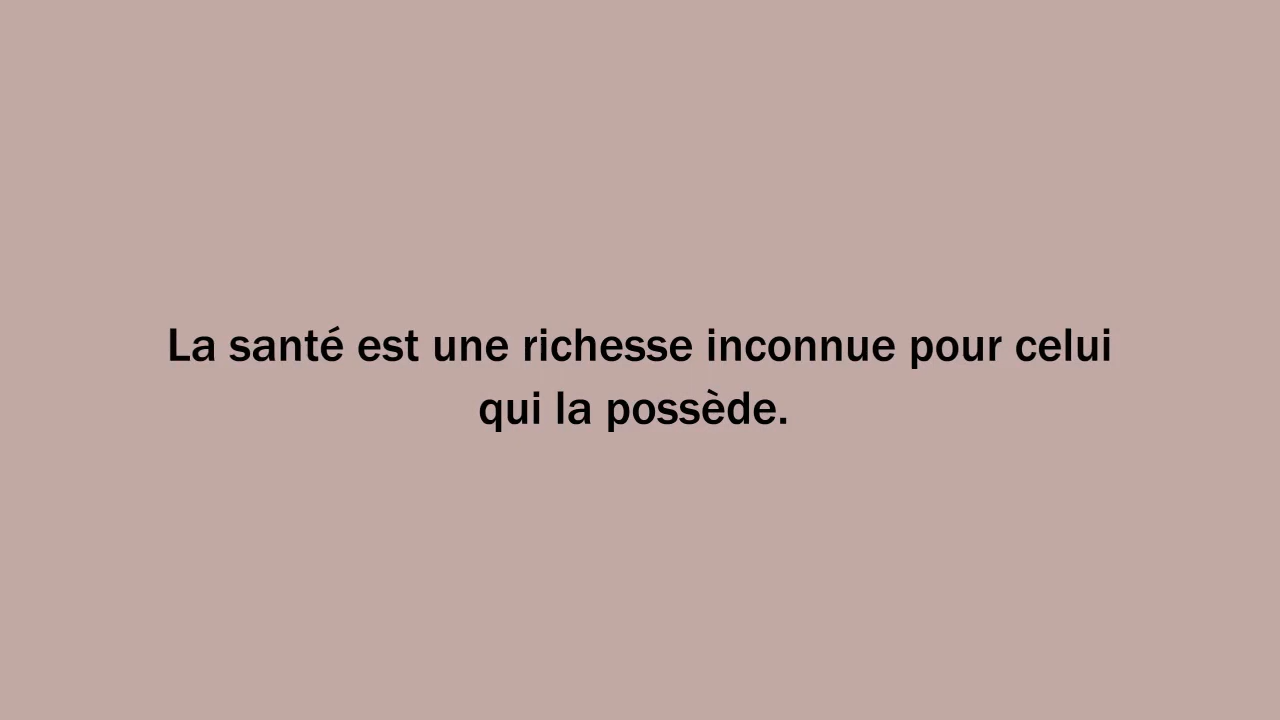 La santé est une richesse inconnue pour celui
qui la possède.